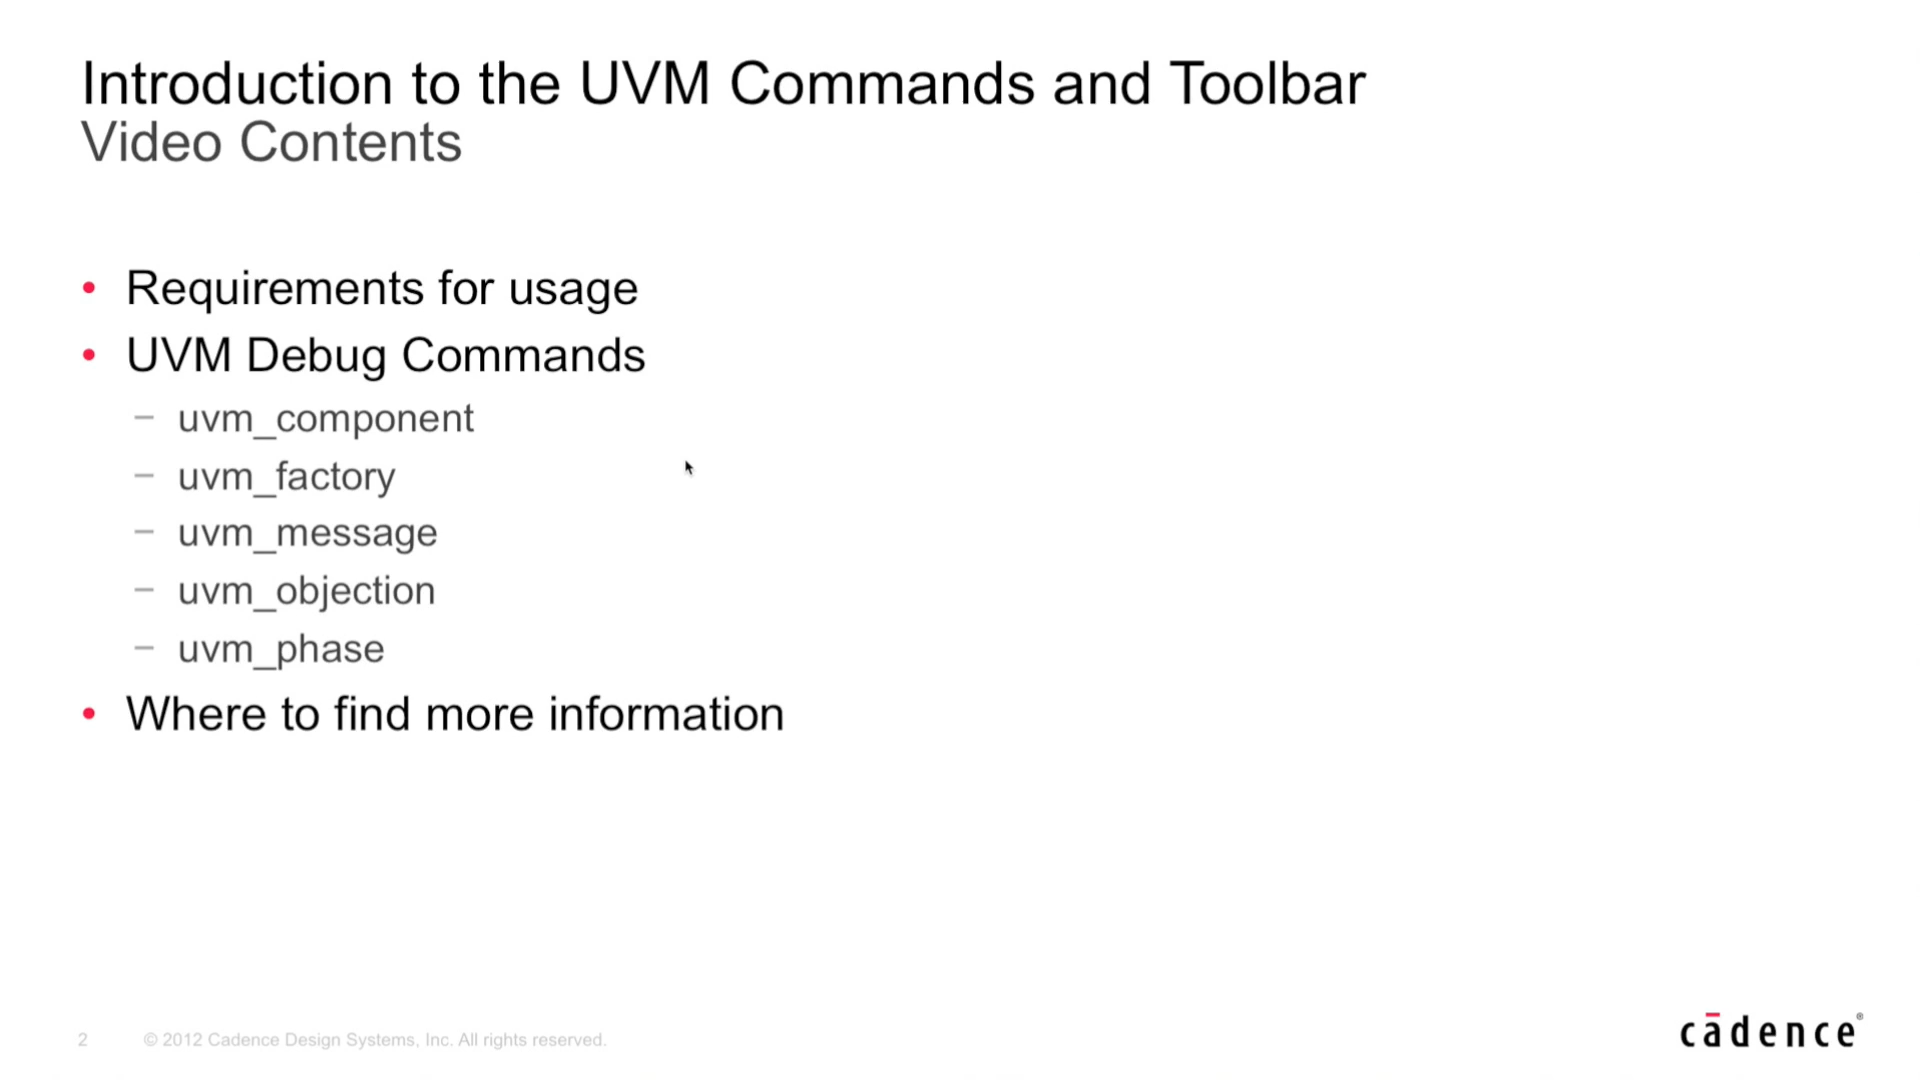 Introduction to the UVM Commands and Toolbar
Video Contents
• Requirements for usage
• UVM Debug Commands
– uvm_component
– uvm_factory
– uvm_message
– uvm_objection
– uvm_phase
• Where to find more information
2 © 2012 Cadence Design Systems, Inc. All rights reserved.
cādence®